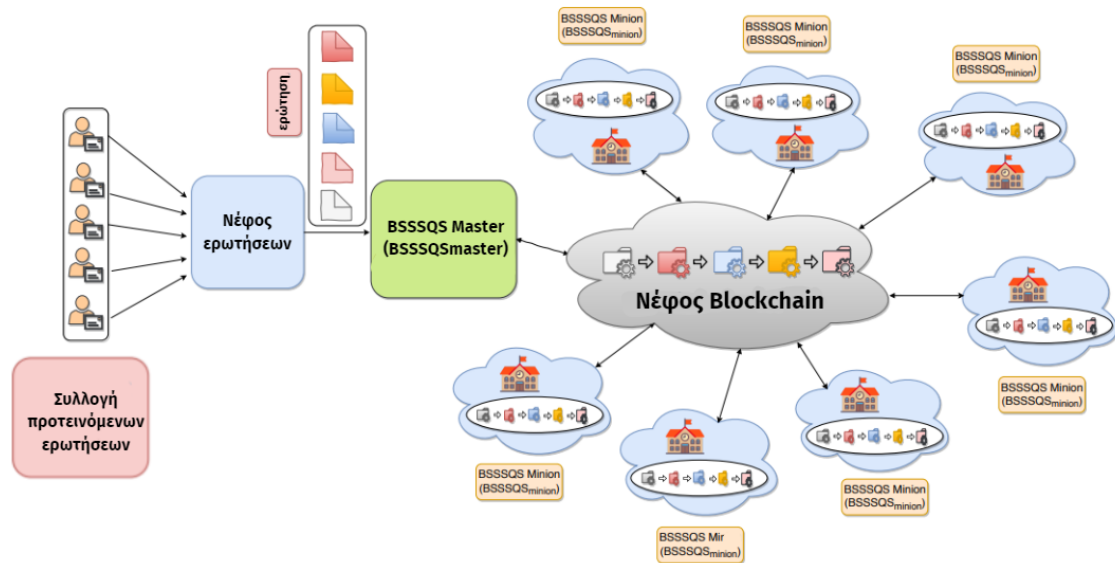 BSSSQS Minion
(BSSSQSminion)
BSSSQS Minion
(BSSSQSminion)
BSSSQS Minion
(BSSSQSminion)
ερώτηση
Νέφος
ερωτήσεων
BSSSQS Master
(BSSSQSmaster)
Νέφος Blockchain
Συλλογή
προτεινόμενων
ερωτήσεων
BSSSQS Minion
(BSSSQSminion)
BSSSQS Minion
(BSSSQSminion)
BSSSQS Minion
(BSSSQSminion)
BSSSQS Mir
(BSSSQSminion)